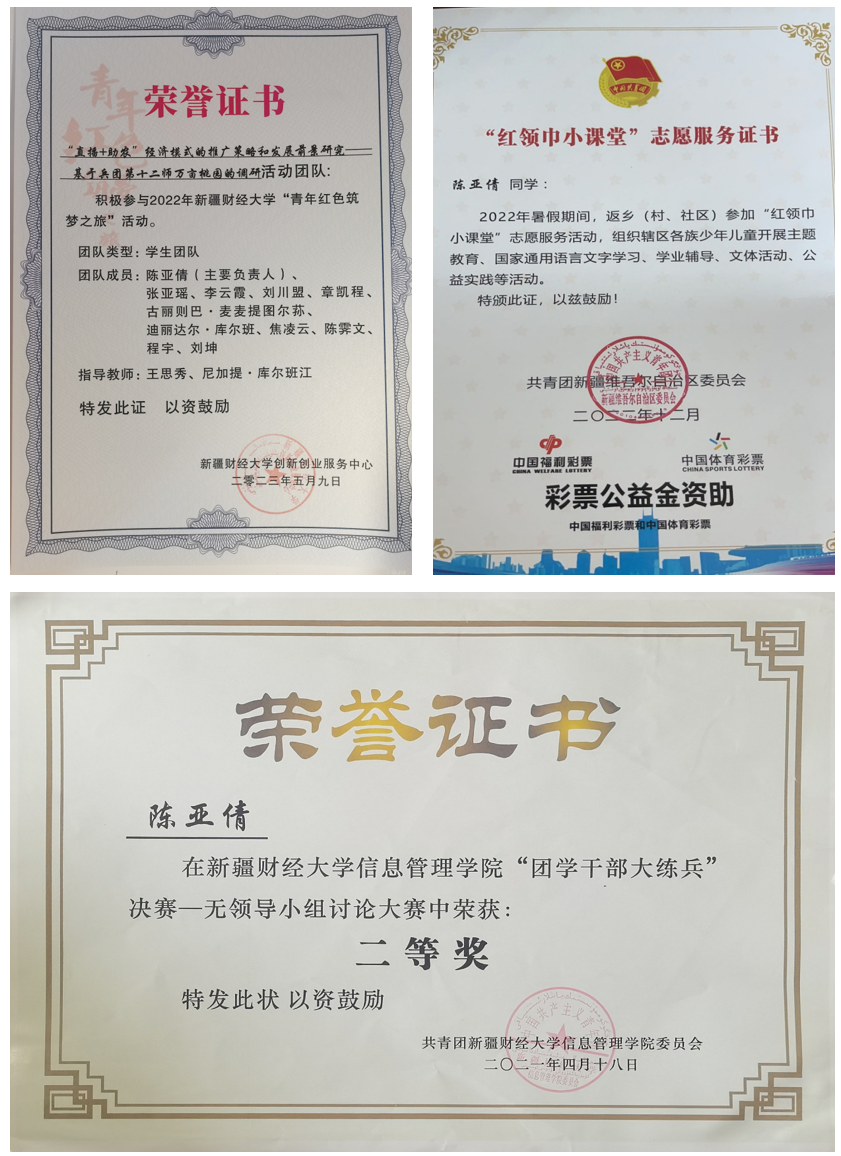 荣誉证书
“直播+助农”经济模式的推广策略和发展前景研究——
基于兵团第十二师万亩桃园的调研活动团队:
积极参与2022年新疆财经大学“青年红色筑
梦之旅”活动。
团队类型: 学生团队
团队成员: 陈亚倩(主要负责人)、
张亚瑶、李云霞、刘川盟、章凯程、
古丽则巴·麦麦提图尔荪、
迪丽达尔·库尔班、焦凌云、陈霁文、
程宇、刘坤
指导教师: 王思秀、尼加提·库尔班江
特发此证 以资鼓励
新疆财经大学创新创业服务中心
二零二三年五月九日
“红领巾小课堂”志愿服务证书
陈亚倩 同学:
2022年暑假期间，返乡（村、社区）参加“红领巾
小课堂”志愿服务活动，组织辖区各族少年儿童开展主题
教育、国家通用语言文字学习、学业辅导、文体活动、公
益实践等活动。
特颁此证，以兹鼓励！
共青团新疆维吾尔自治区委员会
二〇二二年十二月
中国福利彩票
CHINA WELFARE LOTTERY
中国体育彩票
CHINA SPORTS LOTTERY
彩票公益金资助
中国福利彩票和中国体育彩票
荣誉证书
陈亚倩
在新疆财经大学信息管理学院“团学干部大练兵”
决赛—无领导小组讨论大赛中荣获:
二等奖
特发此状 以资鼓励
共青团新疆财经大学信息管理学院委员会
二〇二一年四月十八日